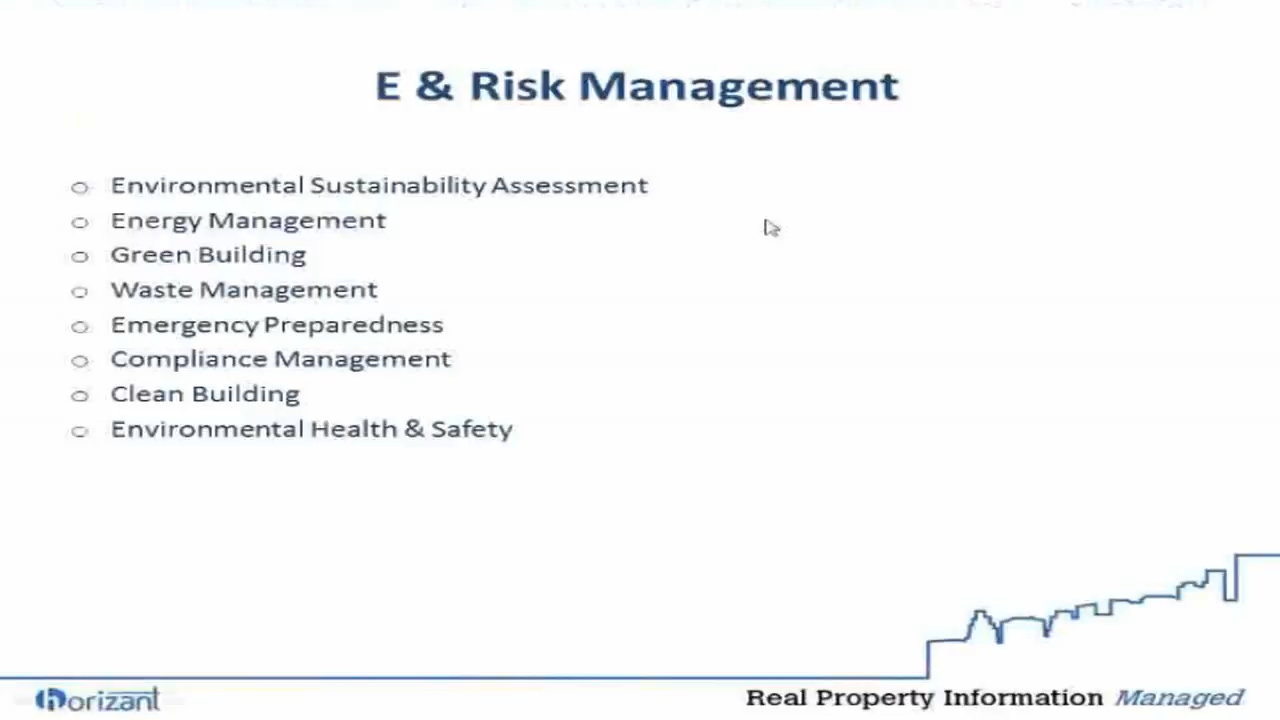 E & Risk Management
Environmental Sustainability Assessment
Energy Management
Green Building
Waste Management
Emergency Preparedness
Compliance Management
Clean Building
Environmental Health & Safety
horizant
Real Property Information Managed